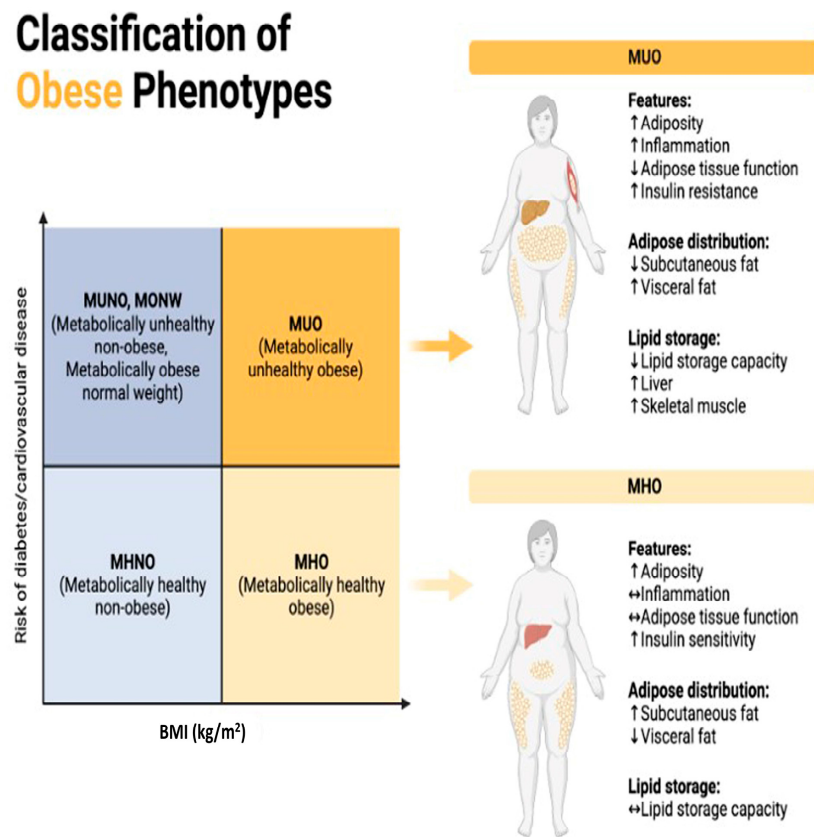 Classification of
Obese Phenotypes
Risk of diabetes/cardiovascular disease
MUNO, MONW
(Metabolically unhealthy
non-obese,
Metabolically obese
normal weight)
MUO
(Metabolically
unhealthy obese)
MHNO
(Metabolically healthy
non-obese)
MHO
(Metabolically healthy
obese)
BMI (kg/m²)
MUO
Features:
↑Adiposity
↑Inflammation
↓Adipose tissue function
↑Insulin resistance
Adipose distribution:
↓Subcutaneous fat
↑Visceral fat
Lipid storage:
↓Lipid storage capacity
↑Liver
↑Skeletal muscle
MHO
Features:
↑Adiposity
↔Inflammation
↔Adipose tissue function
↑Insulin sensitivity
Adipose distribution:
↑Subcutaneous fat
↓Visceral fat
Lipid storage:
↔Lipid storage capacity